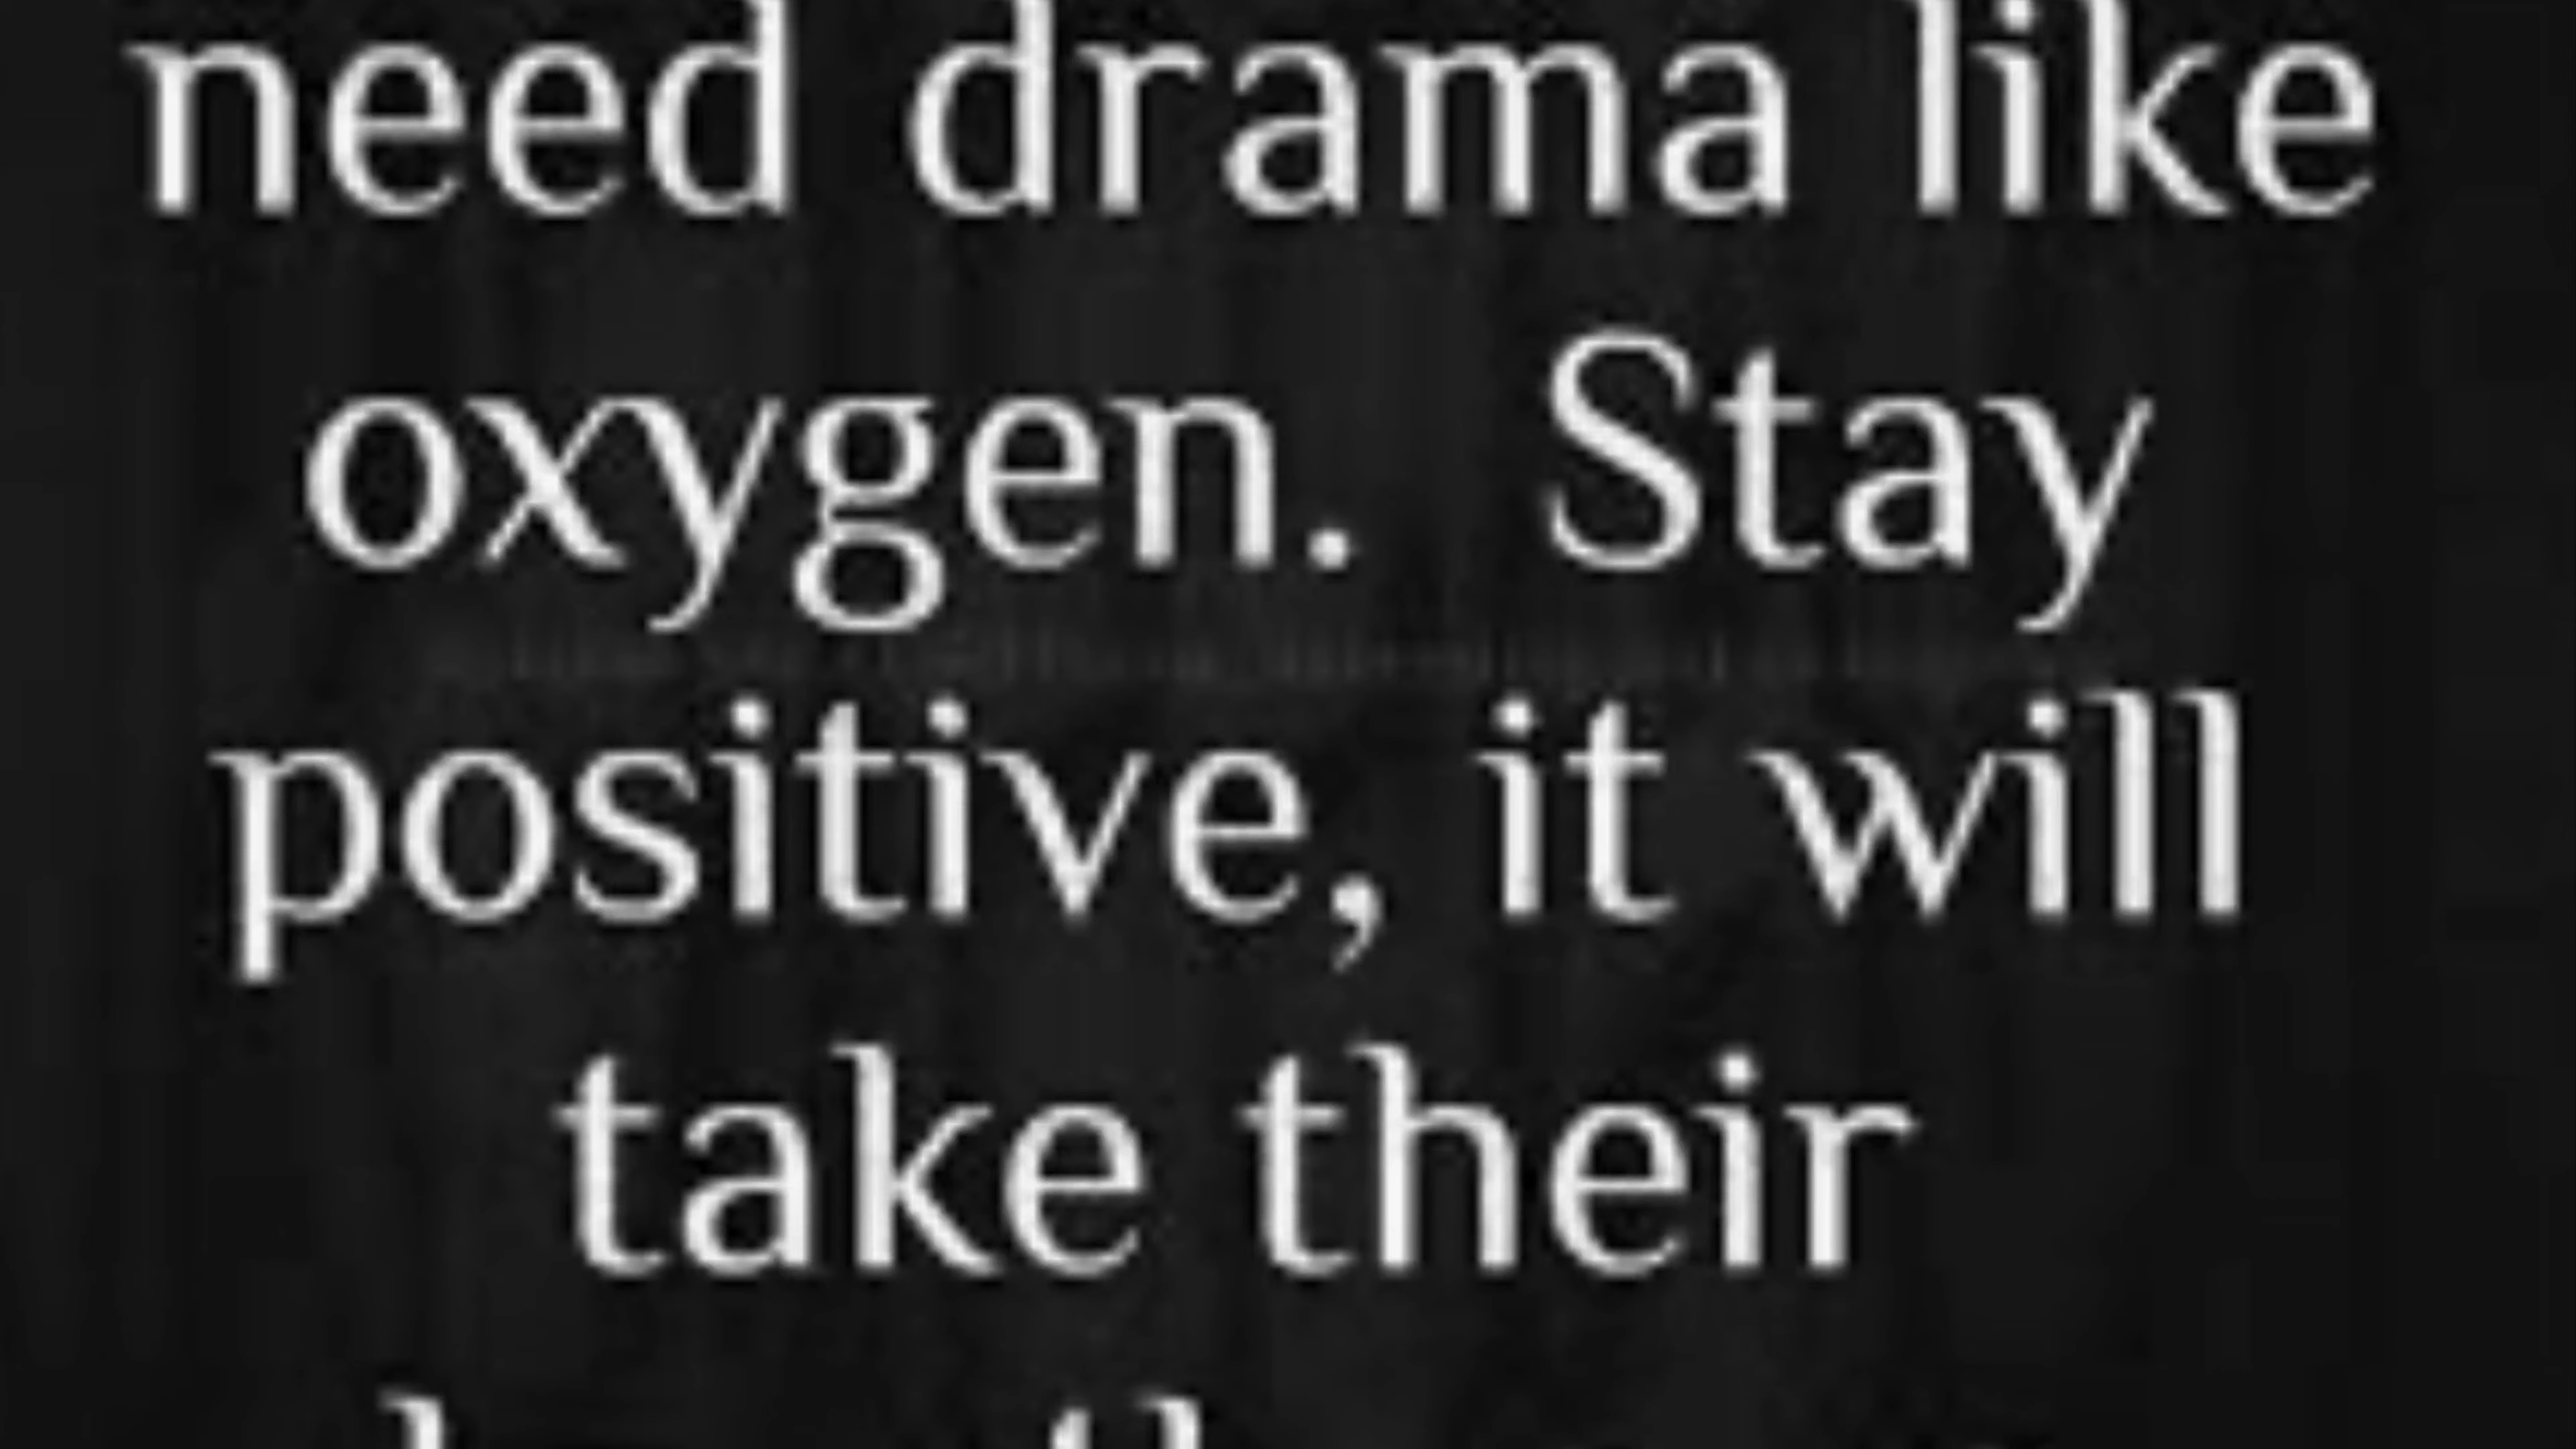 need drama like
oxygen. Stay
positive, it will
take their